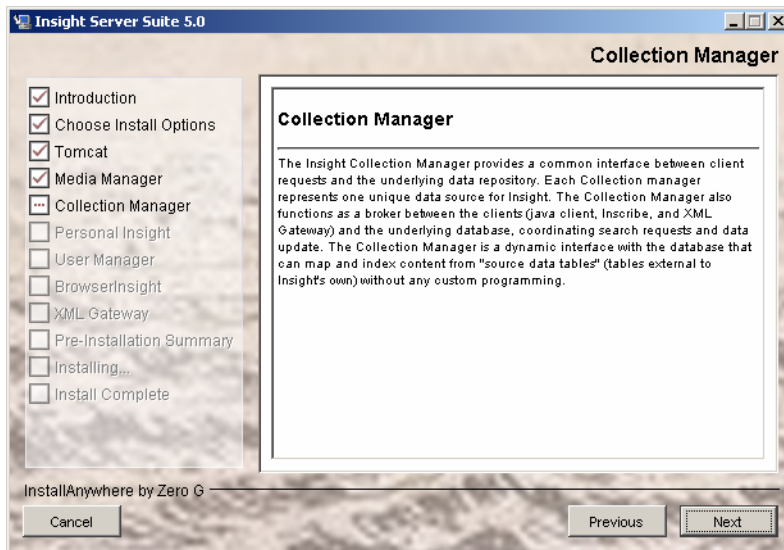 Insight Server Suite 5.0
Collection Manager
Introduction
Choose Install Options
Tomcat
Media Manager
Collection Manager
Personal Insight
User Manager
BrowserInsight
XML Gateway
Pre-Installation Summary
Installing...
Install Complete
Collection Manager
The Insight Collection Manager provides a common interface between client
requests and the underlying data repository. Each Collection manager
represents one unique data source for Insight. The Collection Manager also
functions as a broker between the clients (java client, Inscribe, and XML
Gateway) and the underlying database, coordinating search requests and data
update. The Collection Manager is a dynamic interface with the database that
can map and index content from "source data tables" (tables external to
Insight's own) without any custom programming.
InstallAnywhere by Zero G
Cancel
Previous
Next